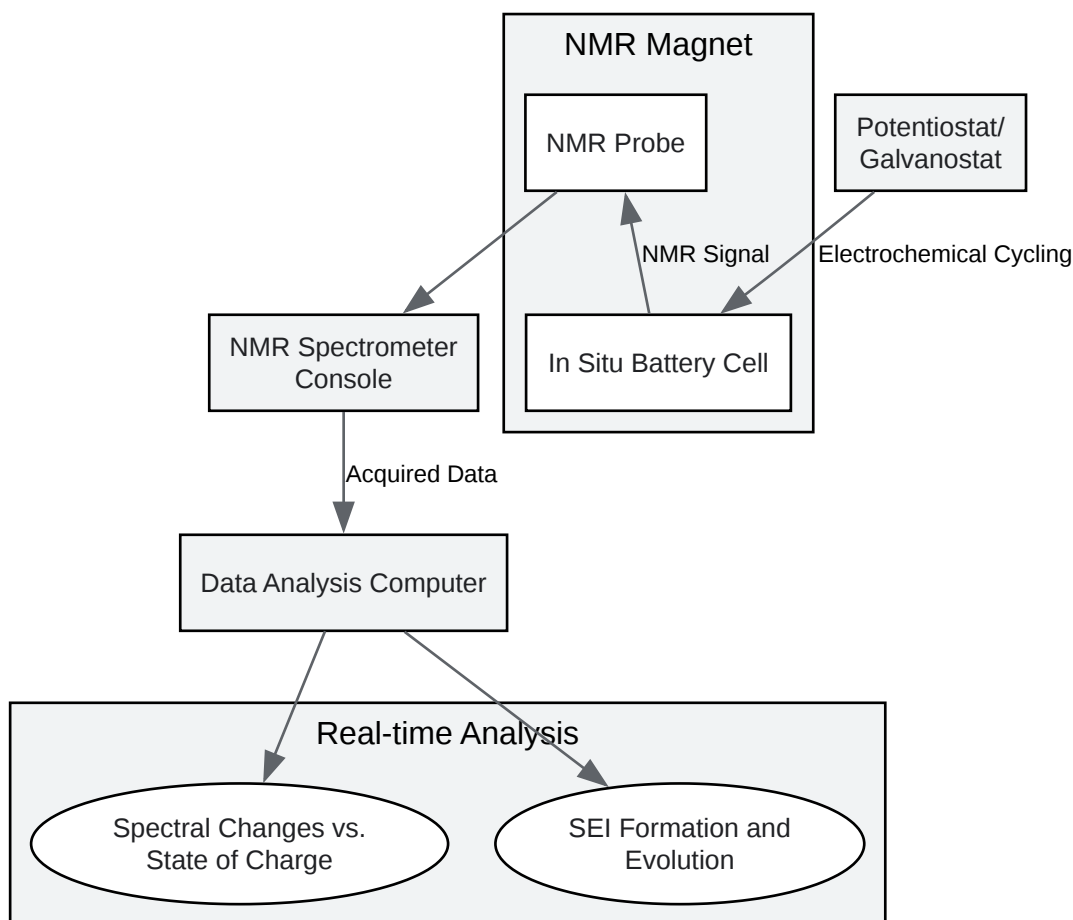 NMR Magnet
NMR Probe
Potentiostat/
Galvanostat
NMR Signal
Electrochemical Cycling
NMR Spectrometer
Console
In Situ Battery Cell
Acquired Data
Data Analysis Computer
Real-time Analysis
Spectral Changes vs.
State of Charge
SEI Formation and
Evolution